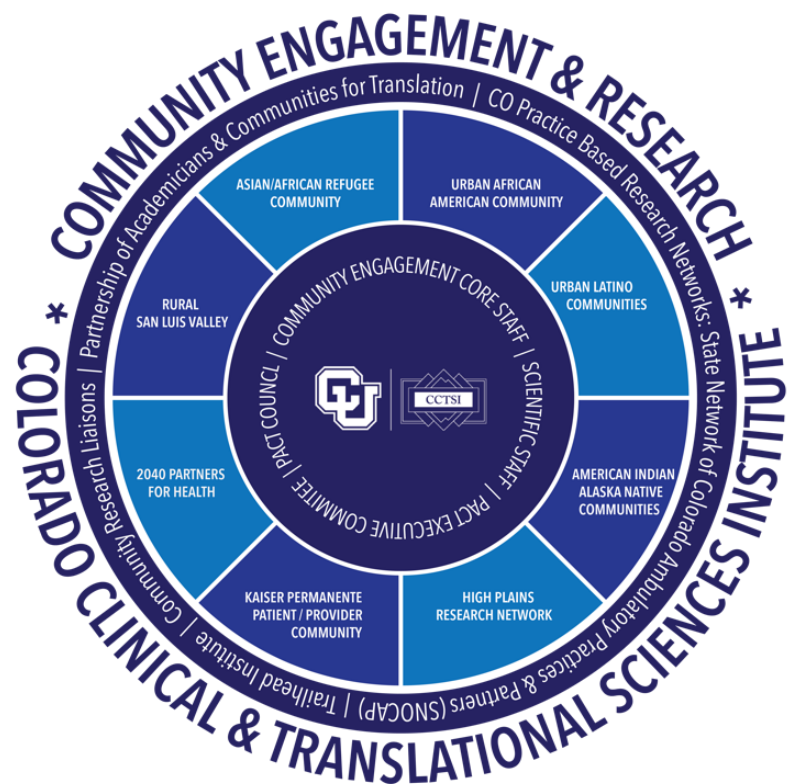 COMMUNITY ENGAGEMENT & RESEARCH
* COLORADO CLINICAL & TRANSLATIONAL SCIENCES INSTITUTE *
Partnership of Academicians & Communities for Translation | CO Practice Based Research Networks: State Network of Colorado Ambulatory Practices & Partners (SNOCAP) | Trailhead Institute | Community Research Liaisons |
ASIAN/AFRICAN REFUGEE
COMMUNITY
URBAN AFRICAN
AMERICAN COMMUNITY
URBAN LATINO
COMMUNITIES
AMERICAN INDIAN
ALASKA NATIVE
COMMUNITIES
HIGH PLAINS
RESEARCH NETWORK
KAISER PERMANENTE
PATIENT / PROVIDER
COMMUNITY
2040 PARTNERS
FOR HEALTH
RURAL
SAN LUIS VALLEY
COMMUNITY ENGAGEMENT CORE STAFF | SCIENTIFIC STAFF | PACT EXECUTIVE COMMITEE | PACT COUNCL |
CU
CCTSI